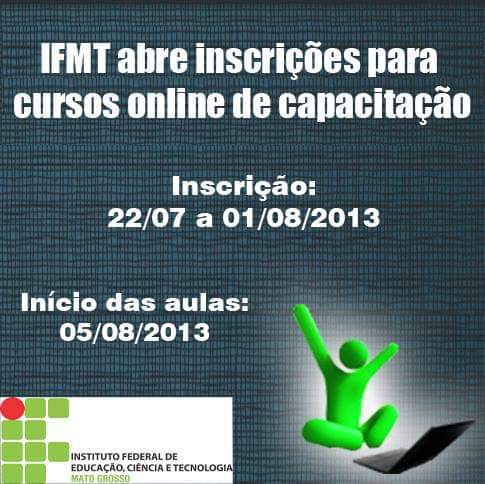 IFMT abre inscrições para
cursos online de capacitação
Inscrição:
22/07 a 01/08/2013
Início das aulas:
05/08/2013
INSTITUTO FEDERAL DE
EDUCAÇÃO, CIÊNCIA E TECNOLOGIA
MATO GROSSO